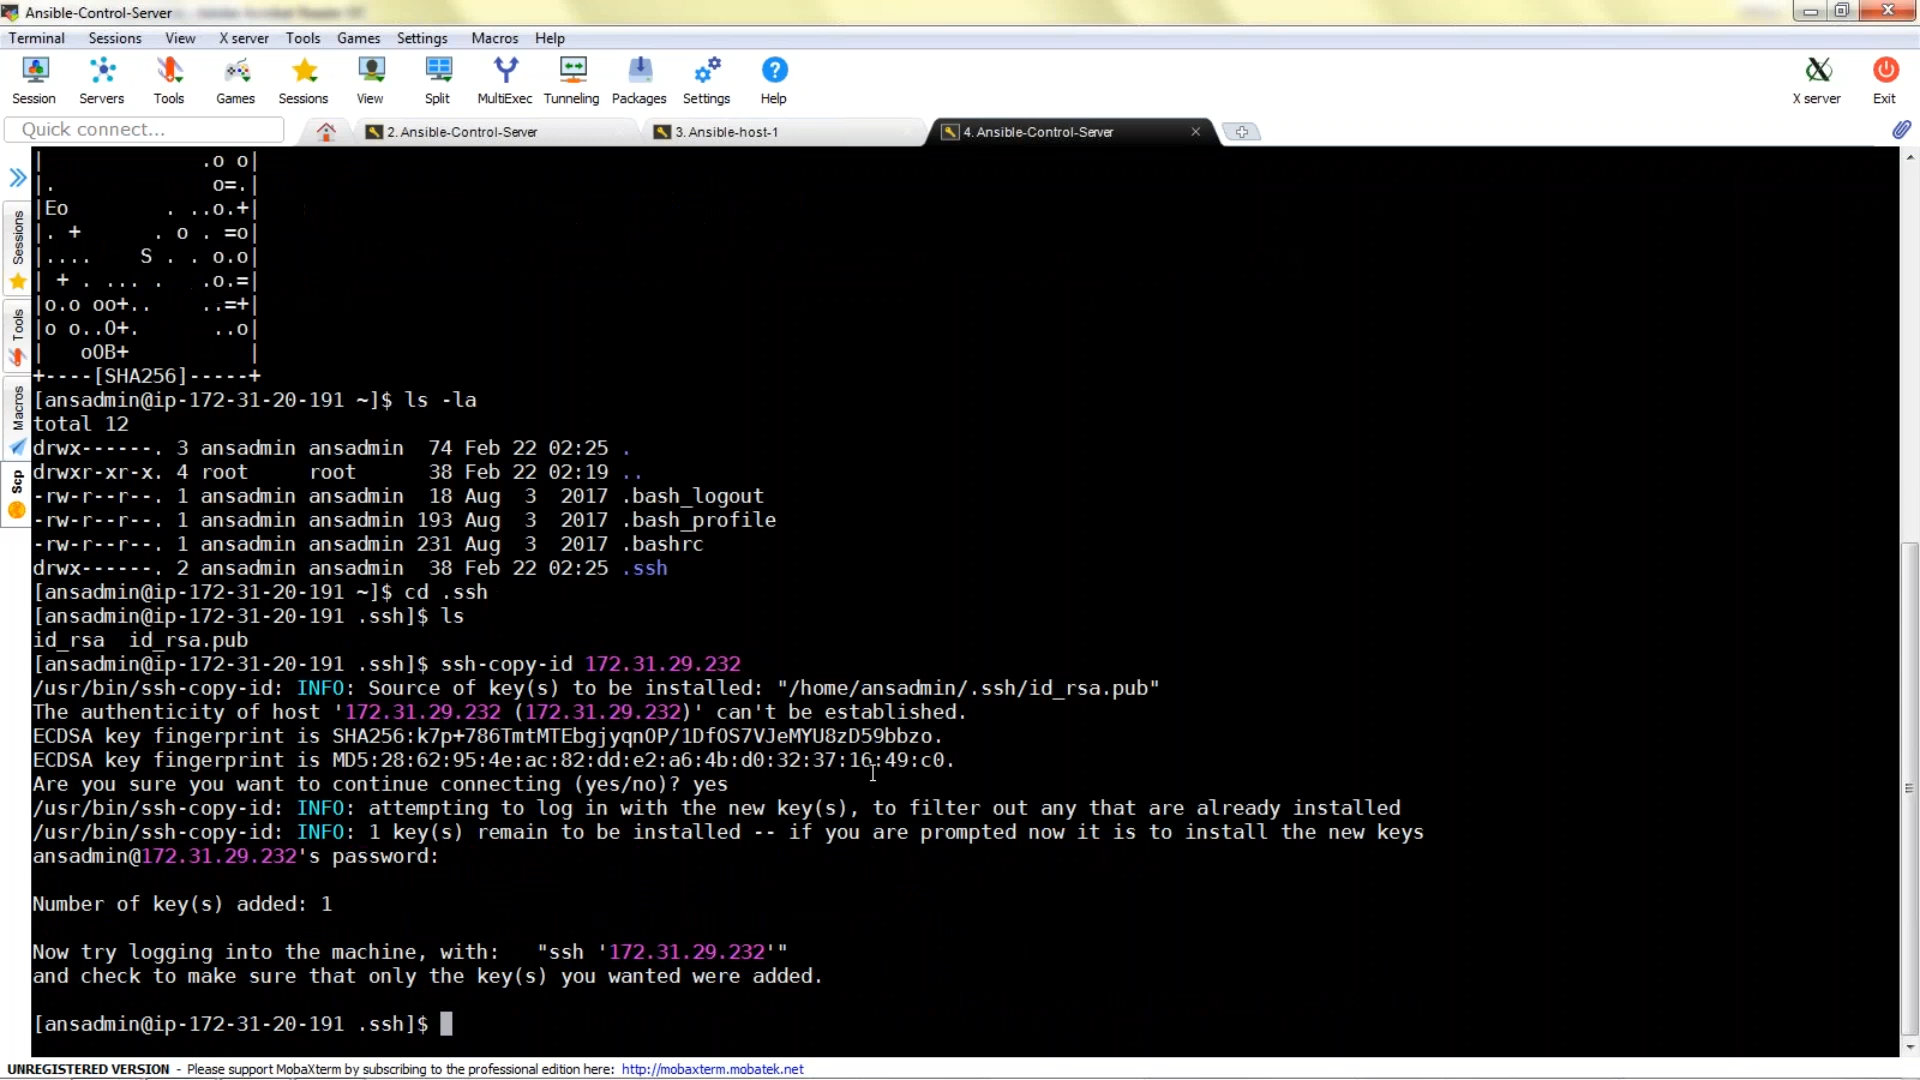 Ansible-Control-Server
Terminal Sessions View X server Tools Games Settings Macros Help
Session Servers Tools Games Sessions View Split MultiExec Tunneling Packages Settings Help X server Exit
Quick connect... 2. Ansible-Control-Server 3. Ansible-host-1 4. Ansible-Control-Server
Sessions
Tools
Macros
Scp
|              .o o|
|.             o=.|
|Eo        . ..o.+|
|. +      . o . =o|
|....    S . . o.o|
| + . ... .   .o.=|
|o.o oo+..    ..=+|
|o o..O+.      ..o|
|   oOB+          |
+----[SHA256]-----+
[ansadmin@ip-172-31-20-191 ~]$ ls -la
total 12
drwx------. 3 ansadmin ansadmin  74 Feb 22 02:25 .
drwxr-xr-x. 4 root     root      38 Feb 22 02:19 ..
-rw-r--r--. 1 ansadmin ansadmin  18 Aug  3  2017 .bash_logout
-rw-r--r--. 1 ansadmin ansadmin 193 Aug  3  2017 .bash_profile
-rw-r--r--. 1 ansadmin ansadmin 231 Aug  3  2017 .bashrc
drwx------. 2 ansadmin ansadmin  38 Feb 22 02:25 .ssh
[ansadmin@ip-172-31-20-191 ~]$ cd .ssh
[ansadmin@ip-172-31-20-191 .ssh]$ ls
id_rsa  id_rsa.pub
[ansadmin@ip-172-31-20-191 .ssh]$ ssh-copy-id 172.31.29.232
/usr/bin/ssh-copy-id: INFO: Source of key(s) to be installed: "/home/ansadmin/.ssh/id_rsa.pub"
The authenticity of host '172.31.29.232 (172.31.29.232)' can't be established.
ECDSA key fingerprint is SHA256:k7p+786TmtMTEbgjyqnOP/1DfOS7VJeMYU8zD59bbzo.
ECDSA key fingerprint is MD5:28:62:95:4e:ac:82:dd:e2:a6:4b:d0:32:37:16:49:c0.
Are you sure you want to continue connecting (yes/no)? yes
/usr/bin/ssh-copy-id: INFO: attempting to log in with the new key(s), to filter out any that are already installed
/usr/bin/ssh-copy-id: INFO: 1 key(s) remain to be installed -- if you are prompted now it is to install the new keys
ansadmin@172.31.29.232's password:
Number of key(s) added: 1
Now try logging into the machine, with:   "ssh '172.31.29.232'"
and check to make sure that only the key(s) you wanted were added.
[ansadmin@ip-172-31-20-191 .ssh]$
UNREGISTERED VERSION - Please support MobaXterm by subscribing to the professional edition here: http://mobaxterm.mobatek.net